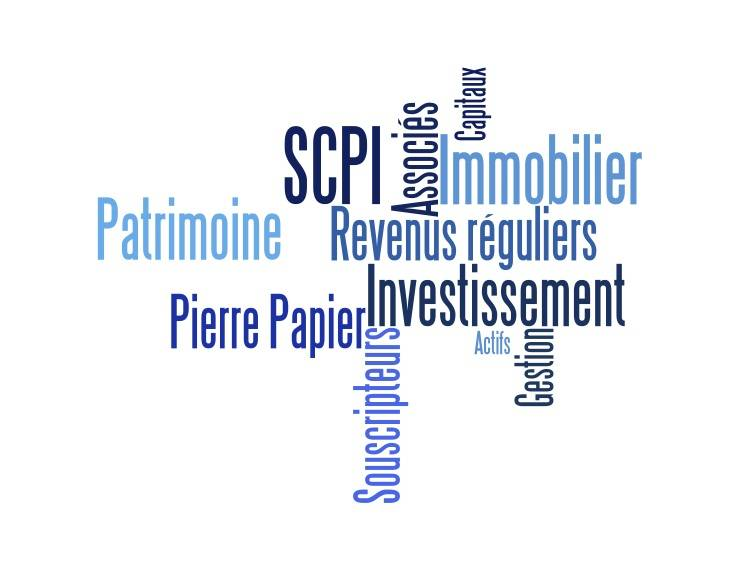 Capitaux
SCPI
Associés
Immobilier
Patrimoine
Revenus réguliers
Investissement
Pierre Papier
Actifs
Gestion
Souscripteurs